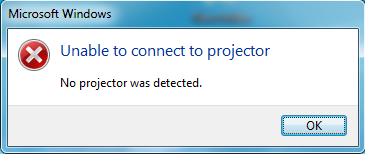 Microsoft Windows
Unable to connect to projector
No projector was detected.
OK